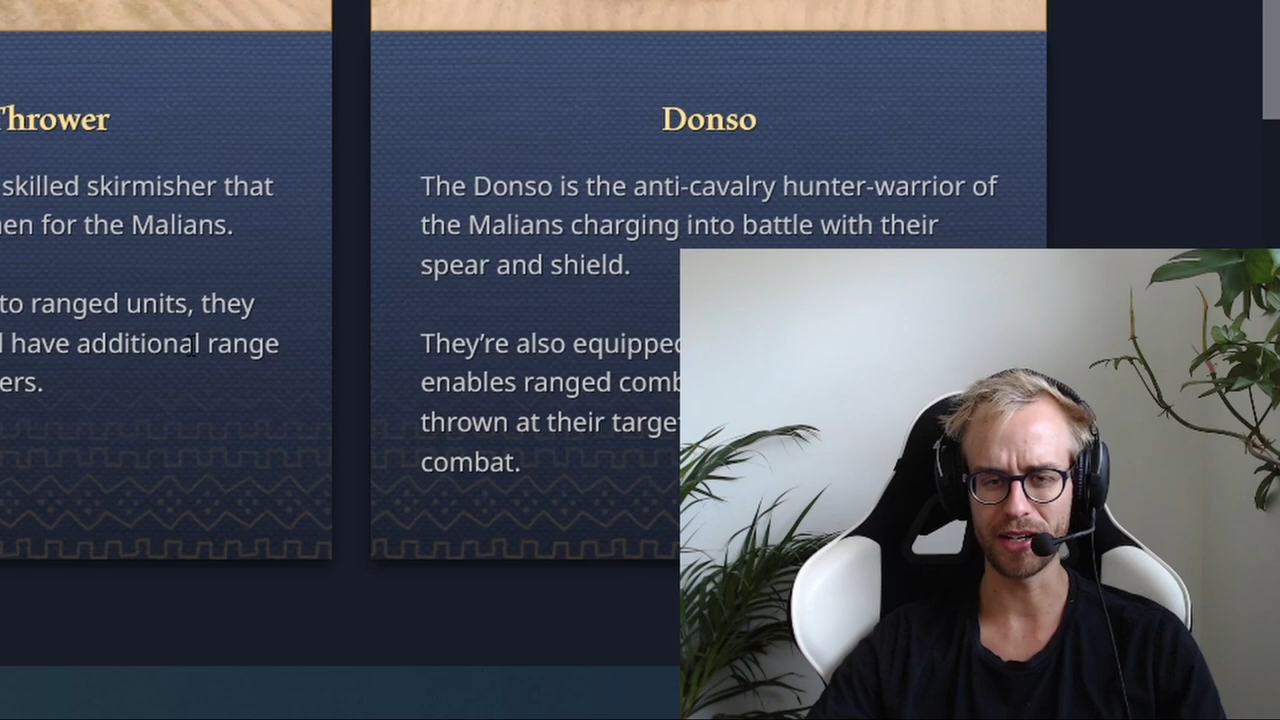 Thrower
skilled skirmisher that
en for the Malians.
to ranged units, they
have additional range
ers.
Donso
The Donso is the anti-cavalry hunter-warrior of
the Malians charging into battle with their
spear and shield.
They’re also equipped
enables ranged comb
thrown at their targe
combat.